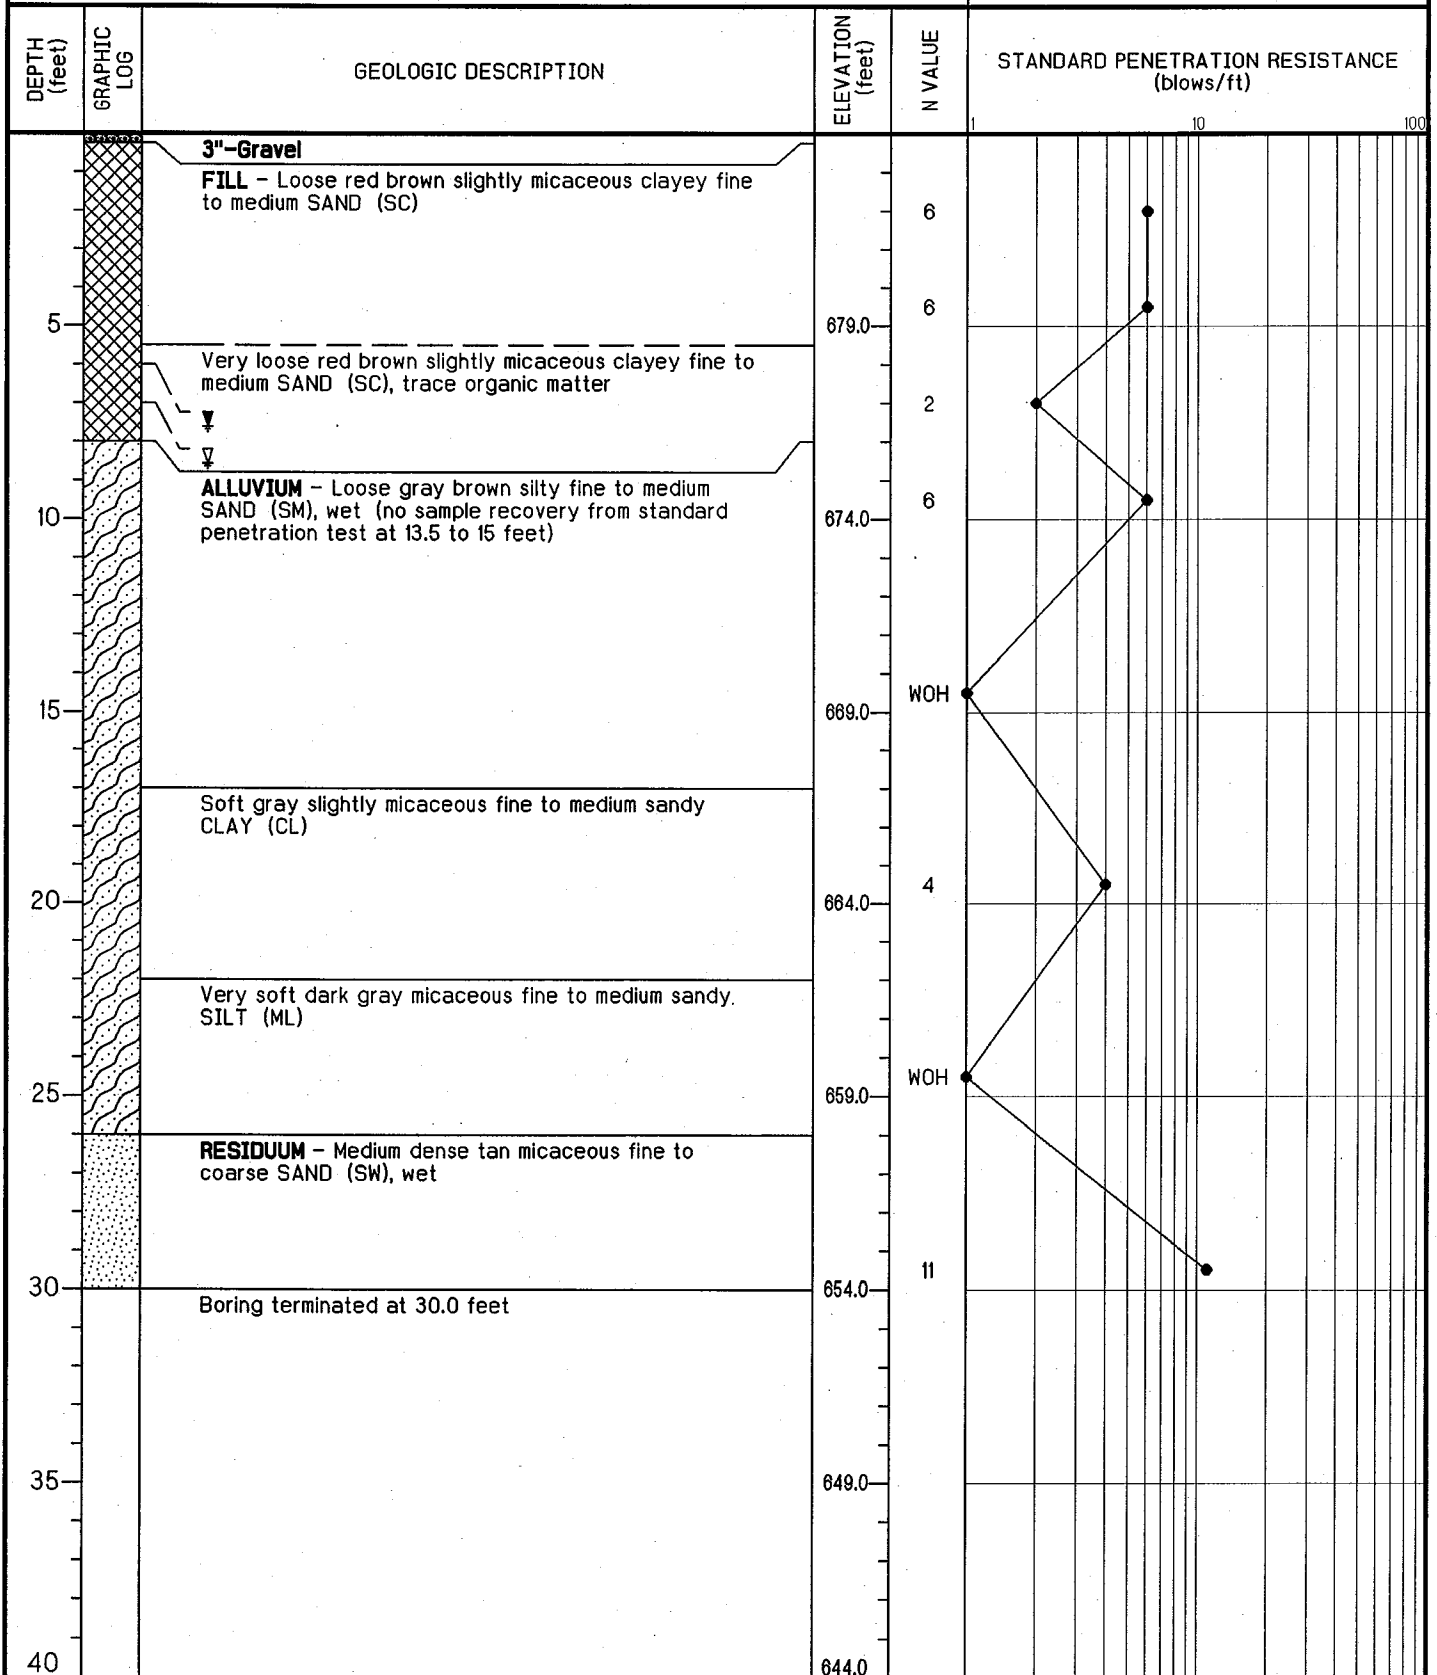 DEPTH
(feet)
GRAPHIC
LOG
GEOLOGIC DESCRIPTION
ELEVATION
(feet)
N VALUE
STANDARD PENETRATION RESISTANCE
(blows/ft)
1 10 100
3"-Gravel
FILL - Loose red brown slightly micaceous clayey fine
to medium SAND (SC)
6
6
5
679.0
Very loose red brown slightly micaceous clayey fine to
medium SAND (SC), trace organic matter
2
ALLUVIUM - Loose gray brown silty fine to medium
SAND (SM), wet (no sample recovery from standard
penetration test at 13.5 to 15 feet)
6
10
674.0
WOH
15
669.0
Soft gray slightly micaceous fine to medium sandy
CLAY (CL)
4
20
664.0
Very soft dark gray micaceous fine to medium sandy.
SILT (ML)
WOH
25
659.0
RESIDUUM - Medium dense tan micaceous fine to
coarse SAND (SW), wet
11
30
654.0
Boring terminated at 30.0 feet
35
649.0
40
644.0